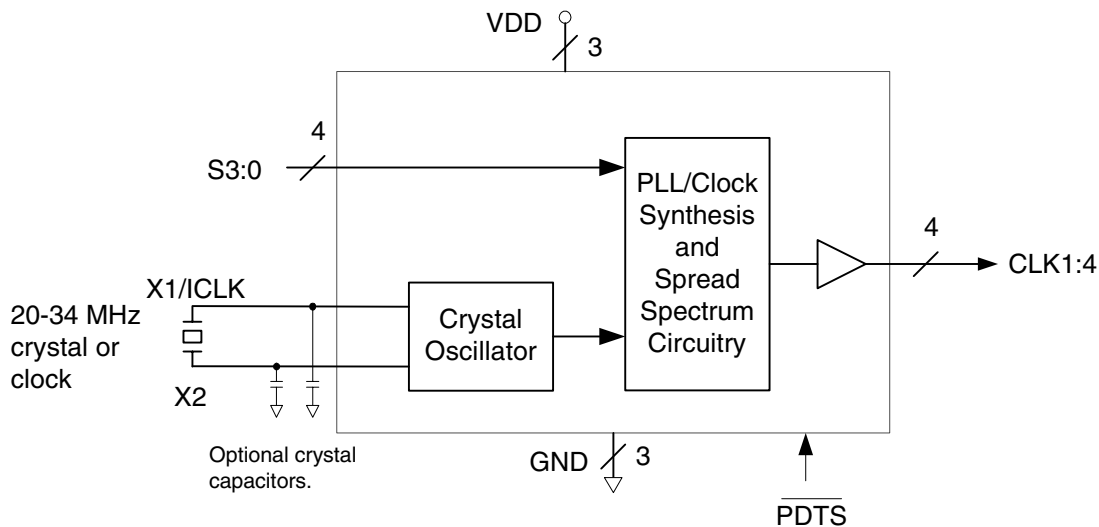 VDD
3
4
S3:0
PLL/Clock
Synthesis
and
Spread
Spectrum
Circuitry
4
CLK1:4
X1/ICLK
20-34 MHz
crystal or
clock
X2
Crystal
Oscillator
Optional crystal
capacitors.
GND
3
PDTS